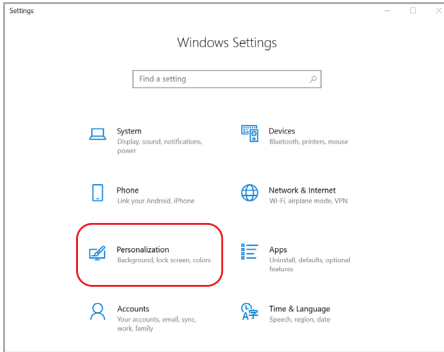 Settings
Windows Settings
Find a setting
System
Display, sound, notifications,
power
Devices
Bluetooth, printers, mouse
Phone
Link your Android, iPhone
Network & Internet
Wi-Fi, airplane mode, VPN
Personalization
Background, lock screen, colors
Apps
Uninstall, defaults, optional
features
Accounts
Your accounts, email, sync,
work, family
Time & Language
Speech, region, date